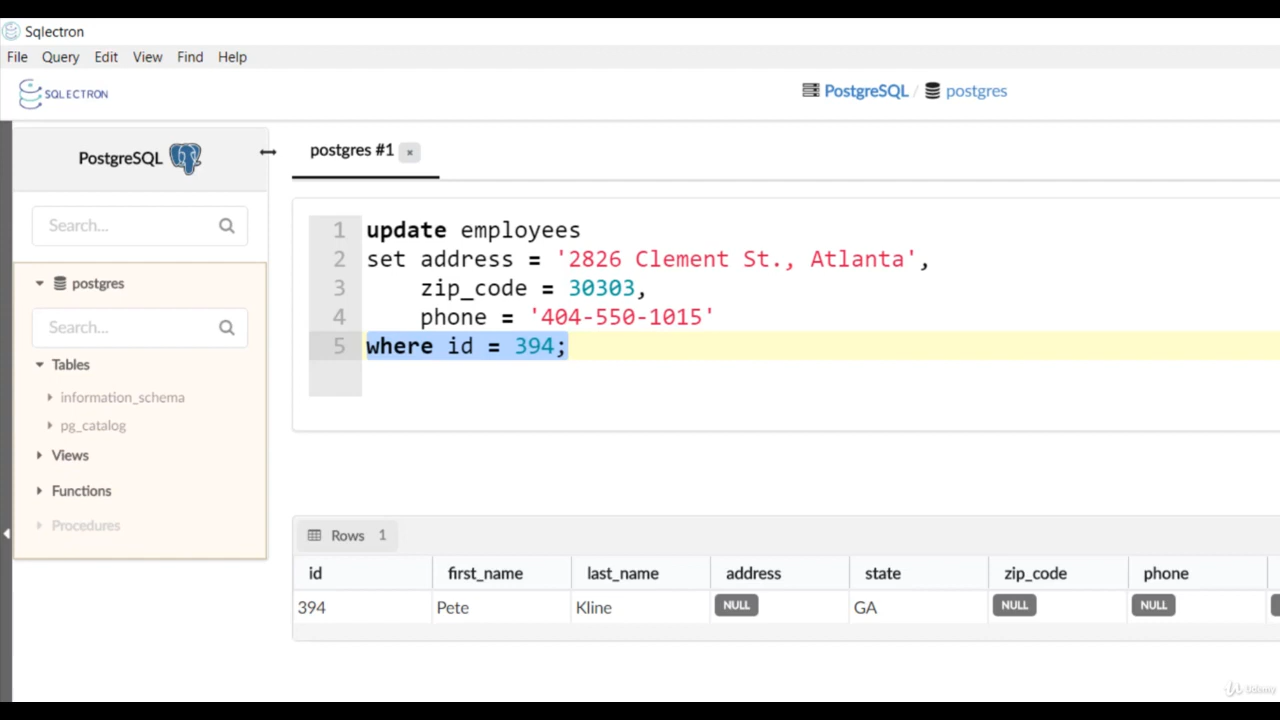 Sqlectron
File Query Edit View Find Help
SQLECTRON
PostgreSQL / postgres
PostgreSQL
postgres #1 ×
Search...
postgres
Search...
Tables
information_schema
pg_catalog
Views
Functions
Procedures
1 update employees
2 set address = '2826 Clement St., Atlanta',
3 zip_code = 30303,
4 phone = '404-550-1015'
5 where id = 394;
Rows 1
id first_name last_name address state zip_code phone
394 Pete Kline NULL GA NULL NULL
Udemy